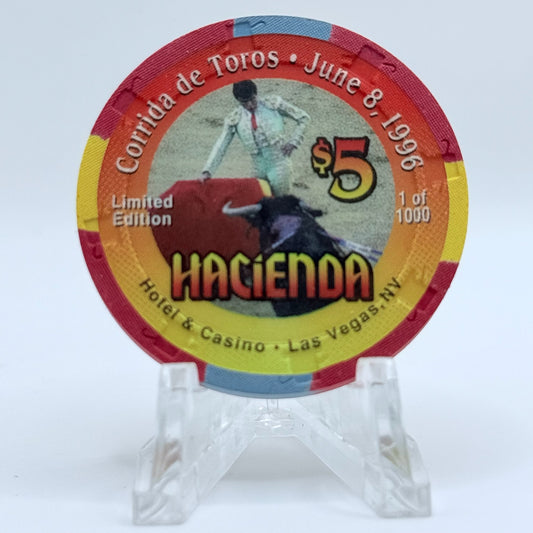 Corrida de Toros • June 8, 1996
$5
Limited
Edition
1 of
1000
HACiENDA
Hotel & Casino • Las Vegas, NV